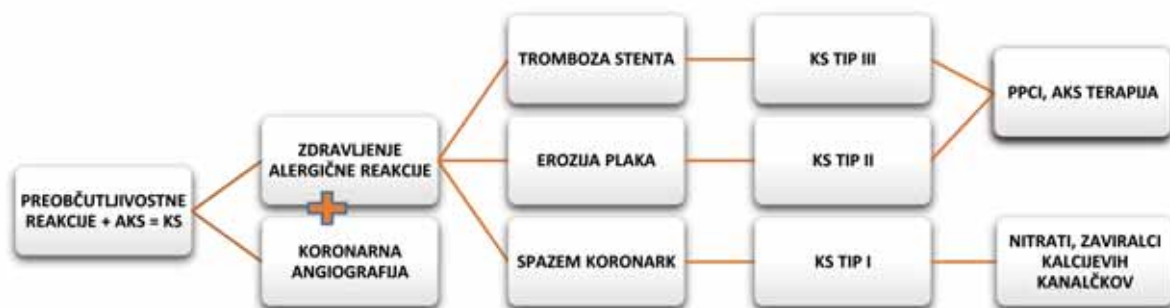 PREOBČUTLJIVOSTNE
REAKCIJE + AKS = KS
ZDRAVLJENJE
ALERGIČNE REAKCIJE
KORONARNA
ANGIOGRAFIJA
TROMBOZA STENTA
EROZIJA PLAKA
SPAZEM KORONARK
KS TIP III
KS TIP II
KS TIP I
PPCI, AKS TERAPIJA
NITRATI, ZAVIRALCI
KALCIJEVIH
KANALČKOV